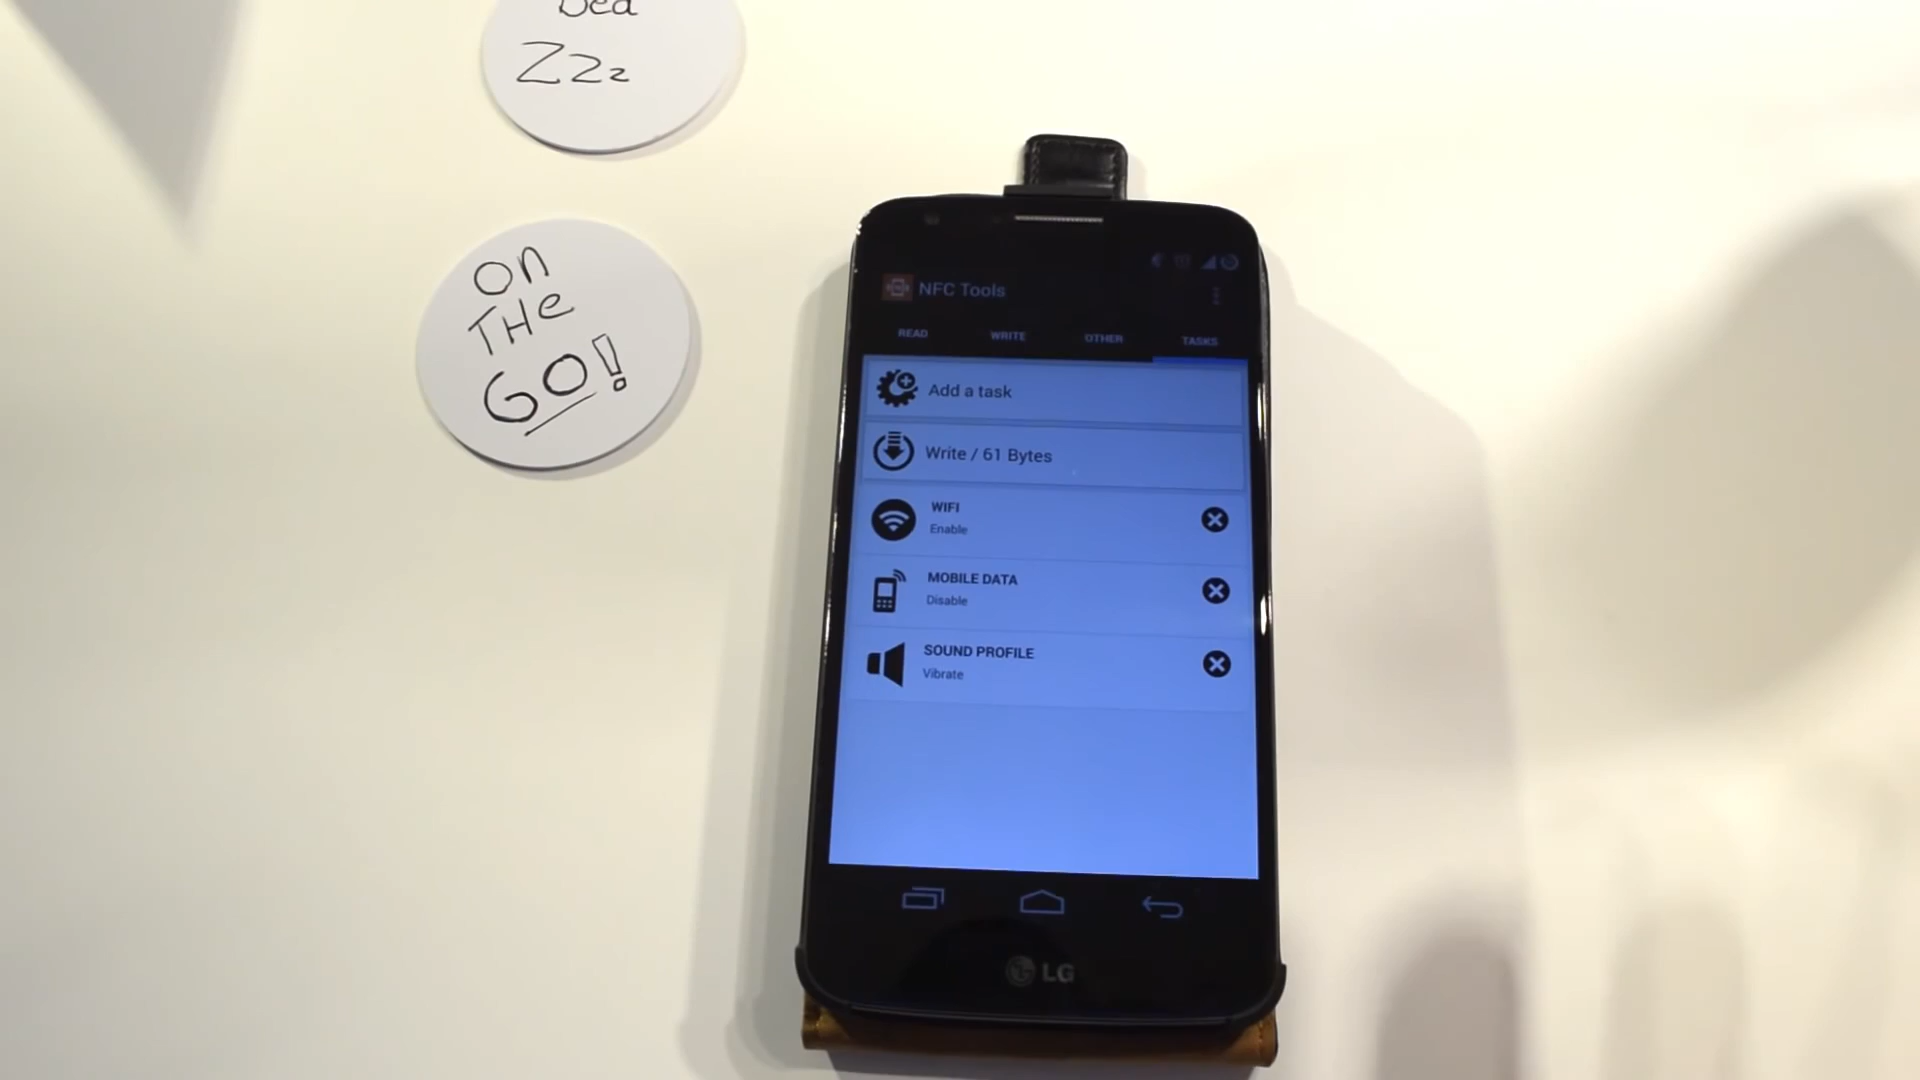 Bed
Zzz
On
THe
GO!
NFC Tools
READ WRITE OTHER TASKS
Add a task
Write / 61 Bytes
WIFI
Enable
MOBILE DATA
Disable
SOUND PROFILE
Vibrate
LG